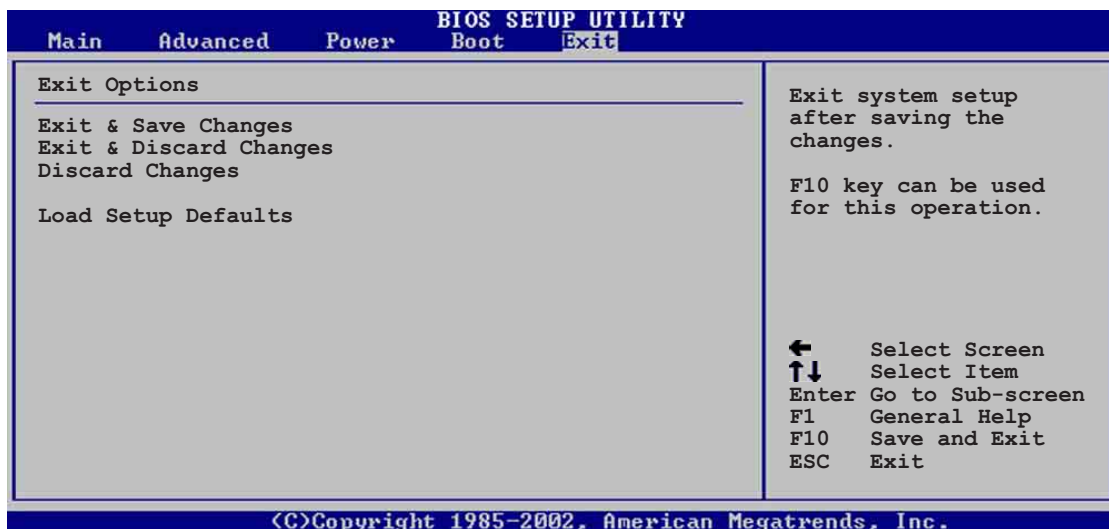 BIOS SETUP UTILITY
Main Advanced Power Boot Exit
Exit Options
Exit & Save Changes
Exit & Discard Changes
Discard Changes
Load Setup Defaults
Exit system setup
after saving the
changes.
F10 key can be used
for this operation.
← Select Screen
↑↓ Select Item
Enter Go to Sub-screen
F1 General Help
F10 Save and Exit
ESC Exit
(C)Copyright 1985-2002, American Megatrends, Inc.